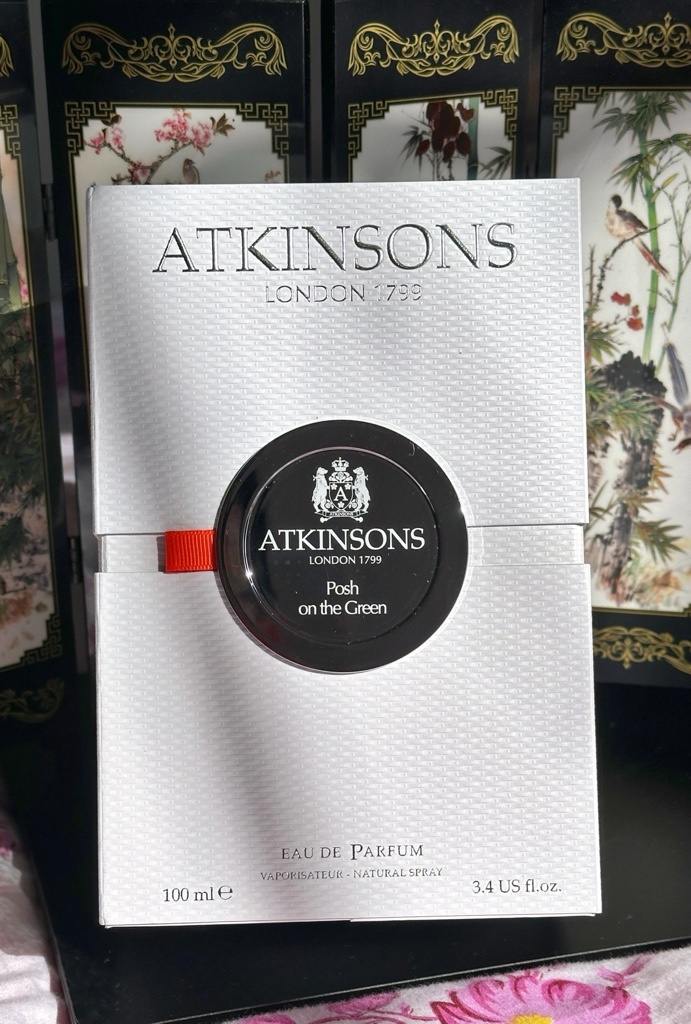 ATKINSONS
LONDON 1799
A
ATKINSONS
LONDON 1799
Posh
on the Green
EAU DE PARFUM
VAPORISATEUR - NATURAL SPRAY
100 ml ℮
3.4 US fl.oz.